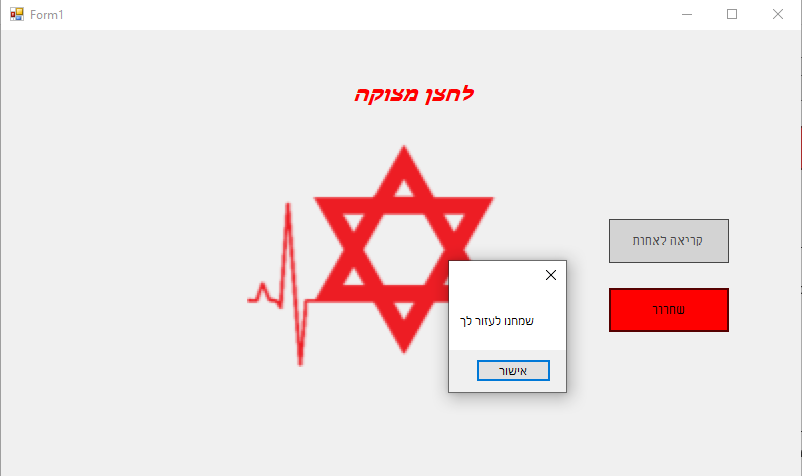 Form1
לחצן מצוקה
קריאה לאחות
שחרור
שמחנו לעזור לך
אישור